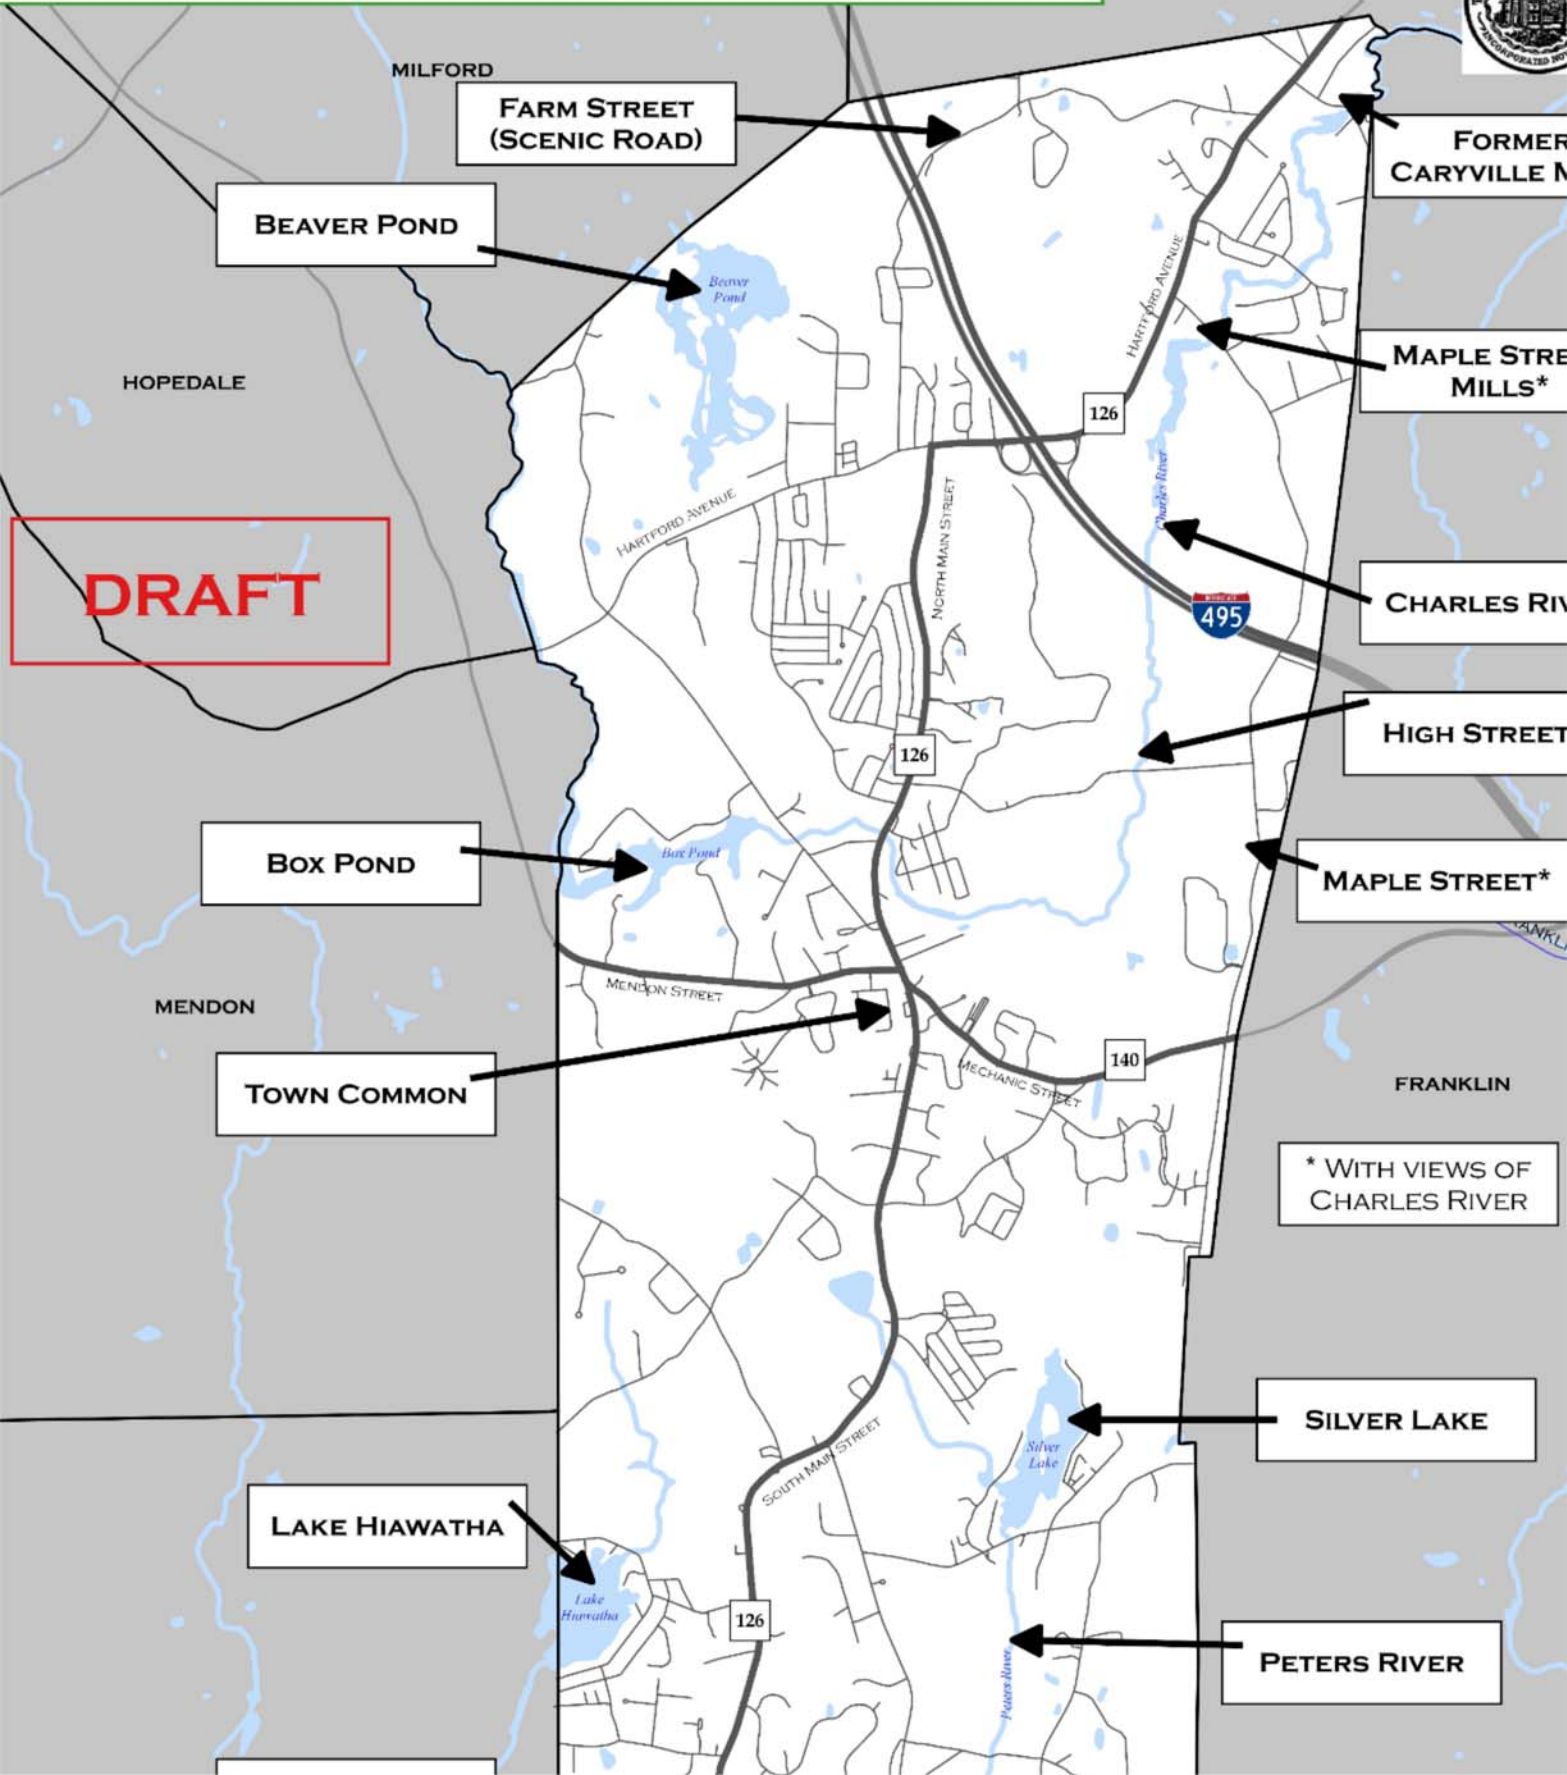 MILFORD
FARM STREET
(SCENIC ROAD)
FORMER
CARYVILLE
BEAVER POND
Beaver
Pond
HARTFORD AVENUE
MAPLE
MILLS*
HOPEDALE
126
Charles River
HARTFORD AVENUE
NORTH MAIN STREET
DRAFT
CHARLES
495
HIGH STREET
126
BOX POND
Box Pond
MAPLE STREET*
MENDON STREET
MENDON
TOWN COMMON
140
MECHANIC STREET
FRANKLIN
* WITH VIEWS OF
CHARLES RIVER
SILVER LAKE
Silver
Lake
SOUTH MAIN STREET
LAKE HIAWATHA
Lake
Hiawatha
126
PETERS RIVER
Peters River